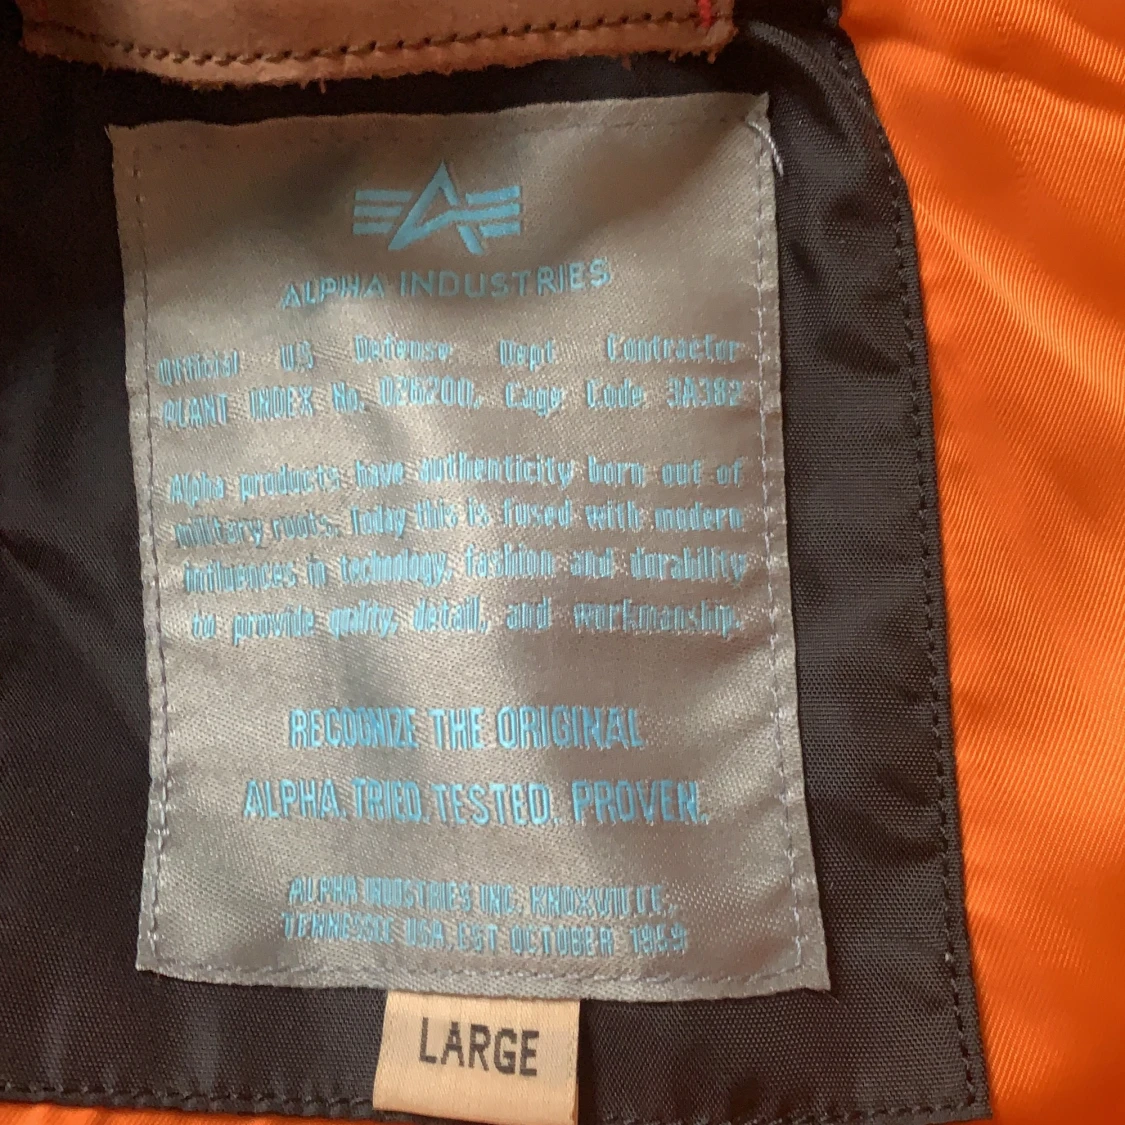 ALPHA INDUSTRIES
Official US Defense Dept Contractor
PLANT INDEX No. 026200, Cage Code 3A382
Alpha products have authenticity born out of
military roots. Today this is fused with modern
influences in technology, fashion and durability
to provide qulity, detail, and workmanship.
RECOGNIZE THE ORIGINAL
ALPHA. TRIED. TESTED. PROVEN.
ALPHA INDUSTRIES INC. KNOXVILLE,
TENNESSLE USA. EST OCTOBER 1959
LARGE